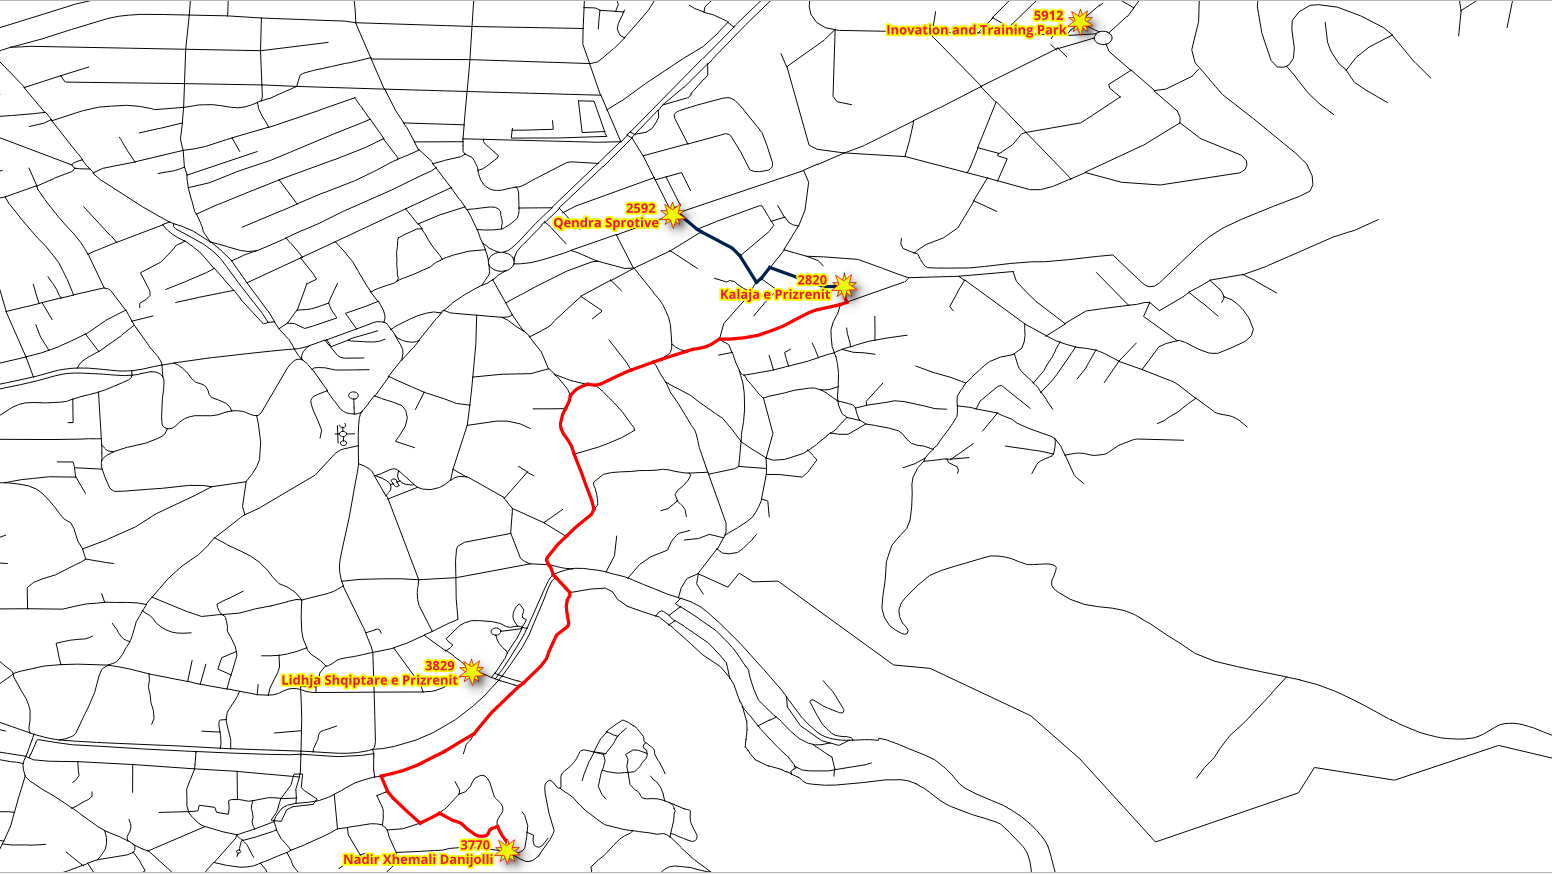 5912
Inovation and Training Park
2592
Qendra Sprotive
2820
Kalaja e Prizrenit
3829
Lidhja Shqiptare e Prizrenit
3770
Nadir Xhemali Danijolli